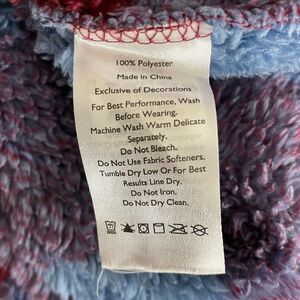 100% Polyester
Made in China
Exclusive of Decorations
For Best Performance, Wash
Before Wearing.
Machine Wash Warm Delicate
Separately.
Do Not Bleach.
Do Not Use Fabric Softeners.
Tumble Dry Low Or For Best
Results Line Dry.
Do Not Iron.
Do Not Dry Clean.